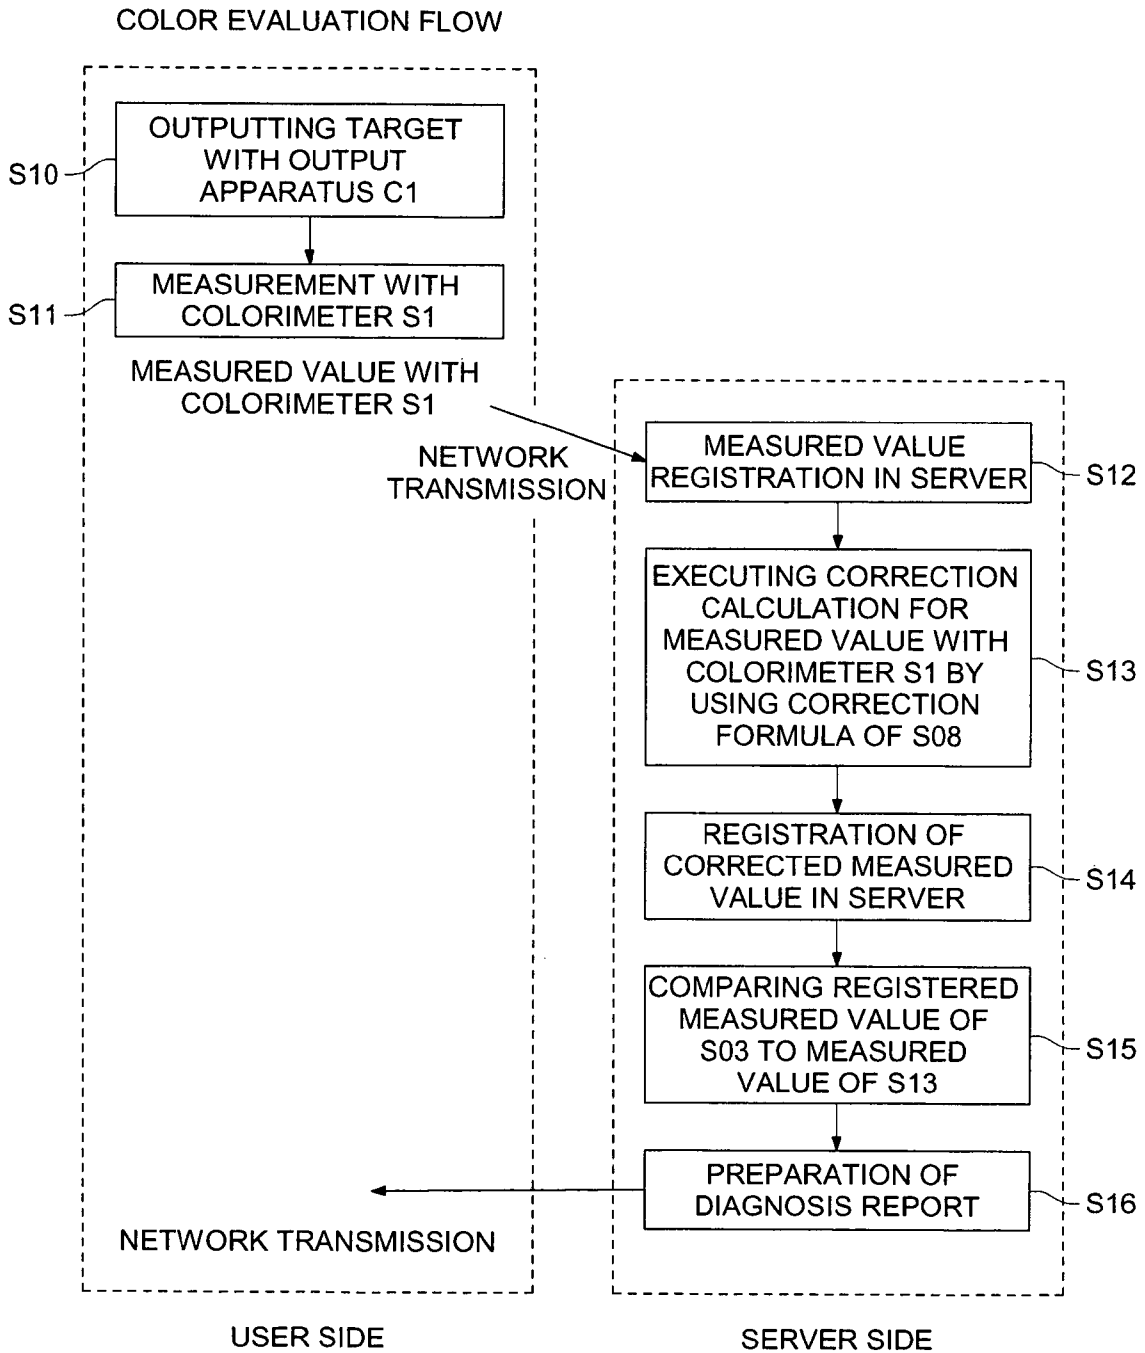 COLOR EVALUATION FLOW
S10
OUTPUTTING TARGET
WITH OUTPUT
APPARATUS C1
S11
MEASUREMENT WITH
COLORIMETER S1
MEASURED VALUE WITH
COLORIMETER S1
NETWORK
TRANSMISSION
MEASURED VALUE
REGISTRATION IN SERVER
S12
EXECUTING CORRECTION
CALCULATION FOR
MEASURED VALUE WITH
COLORIMETER S1 BY
USING CORRECTION
FORMULA OF S08
S13
REGISTRATION OF
CORRECTED MEASURED
VALUE IN SERVER
S14
COMPARING REGISTERED
MEASURED VALUE OF
S03 TO MEASURED
VALUE OF S13
S15
PREPARATION OF
DIAGNOSIS REPORT
S16
NETWORK TRANSMISSION
USER SIDE
SERVER SIDE